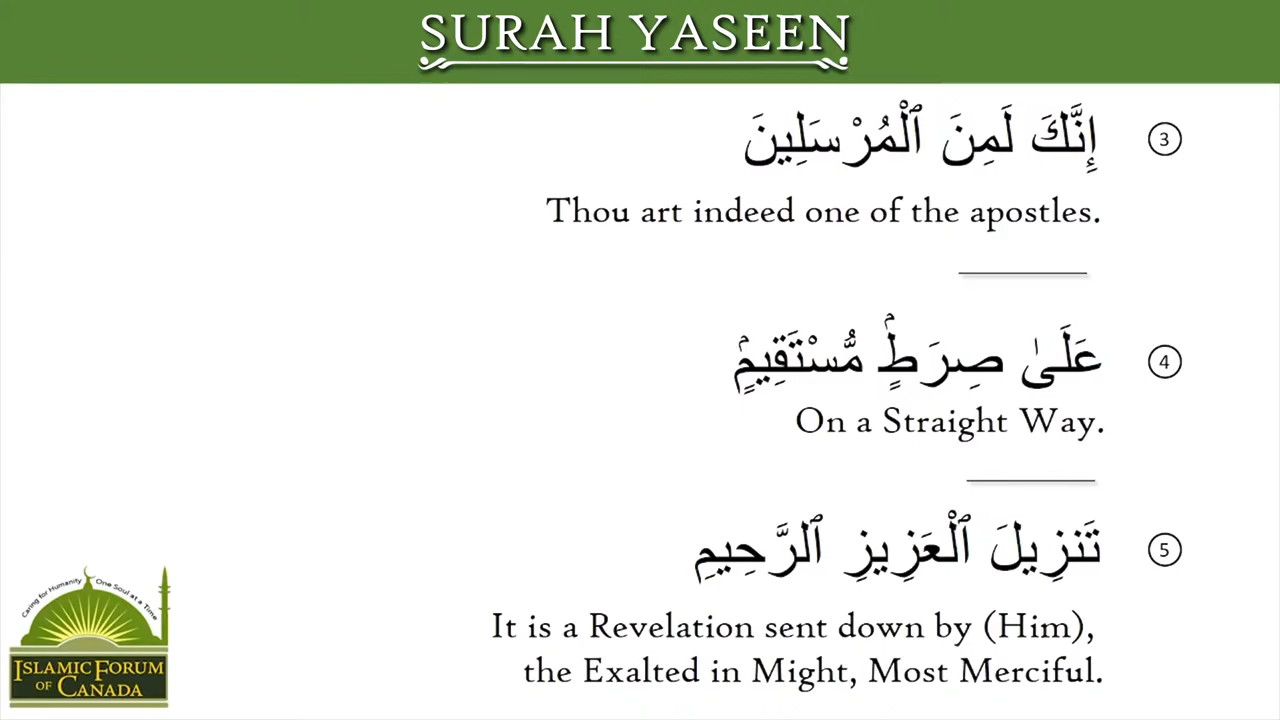 SURAH YASEEN
إِنَّكَ لَمِنَ ٱلْمُرْسَلِينَ
3
Thou art indeed one of the apostles.
عَلَىٰ صِرَطٍۢ مُّسْتَقِيمٍۢ
4
On a Straight Way.
تَنزِيلَ ٱلْعَزِيزِ ٱلرَّحِيمِ
5
It is a Revelation sent down by (Him),
the Exalted in Might, Most Merciful.
Caring for Humanity One Soul at a Time
ISLAMIC FORUM
OF CANADA